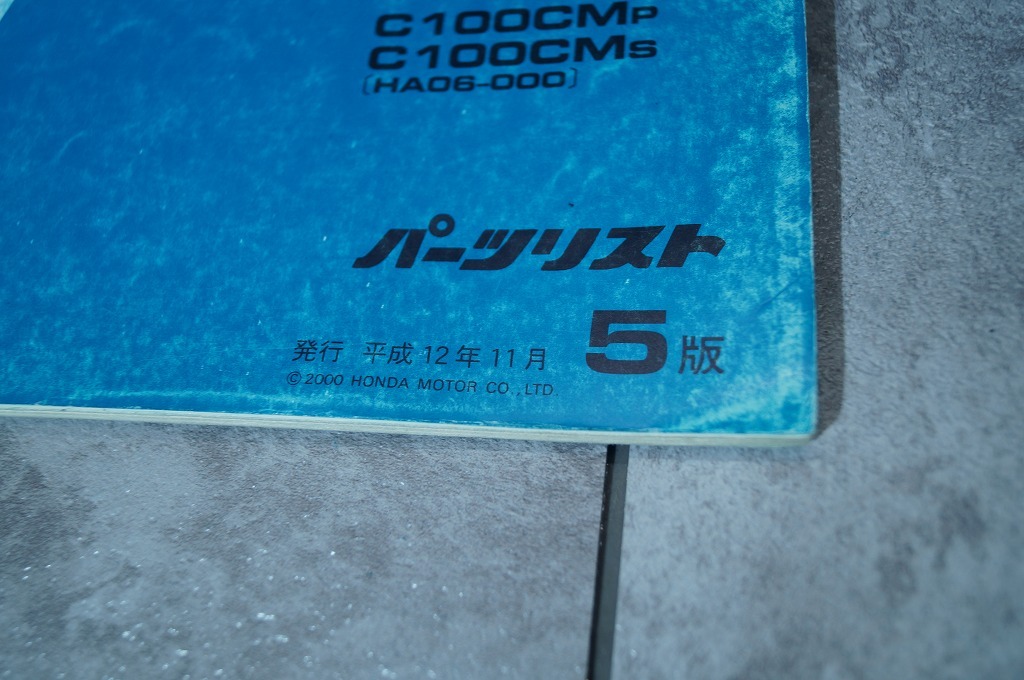 C100CMP
C100CMS
〔HA06-000〕
パーツリスト
発行 平成12年11月 5版
©2000 HONDA MOTOR CO., LTD.